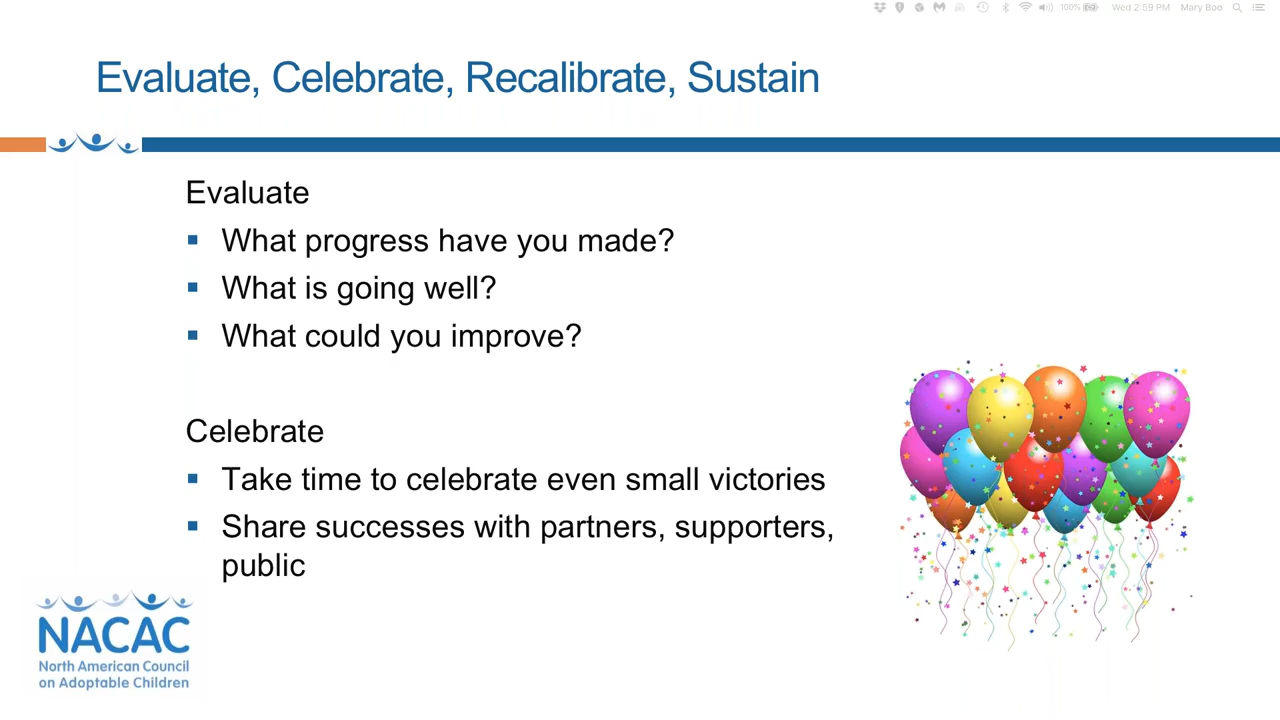 100%
Wed 2:59 PM Mary Boo
Evaluate, Celebrate, Recalibrate, Sustain
Evaluate
▪ What progress have you made?
▪ What is going well?
▪ What could you improve?
Celebrate
▪ Take time to celebrate even small victories
▪ Share successes with partners, supporters,
public
NACAC
North American Council
on Adoptable Children